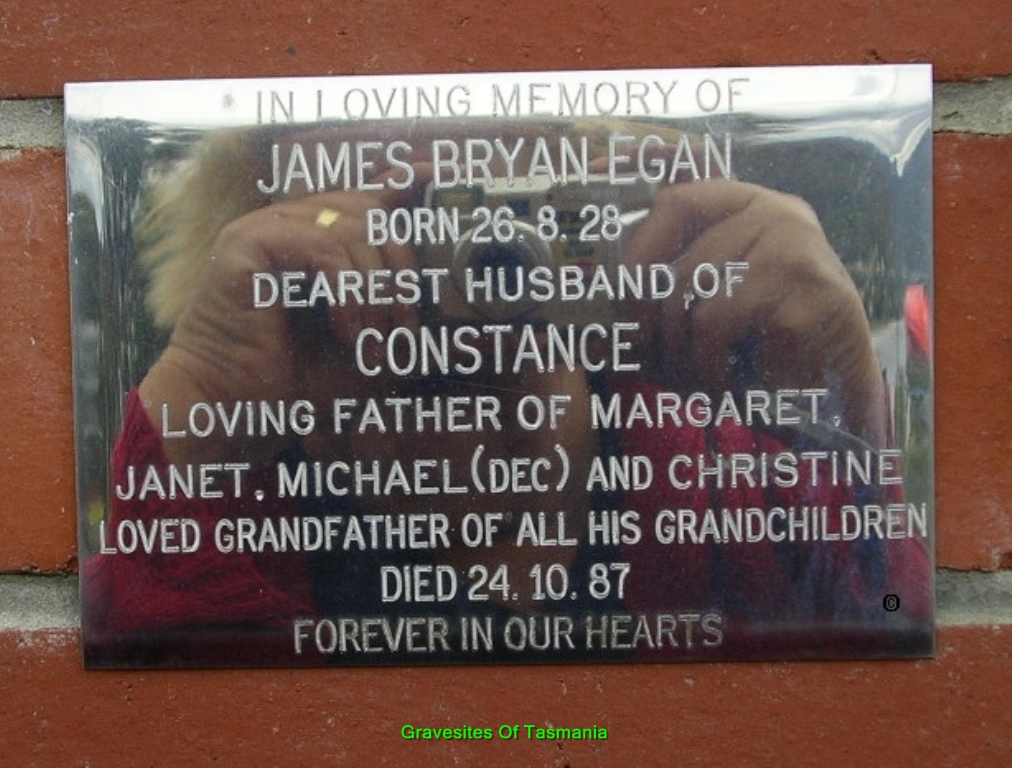 IN LOVING MEMORY OF
JAMES BRYAN EGAN
BORN 26. 8. 28
DEAREST HUSBAND OF
CONSTANCE
LOVING FATHER OF MARGARET.
JANET. MICHAEL (DEC) AND CHRISTINE
LOVED GRANDFATHER OF ALL HIS GRANDCHILDREN
DIED 24. 10. 87
FOREVER IN OUR HEARTS
©
Gravesites Of Tasmania